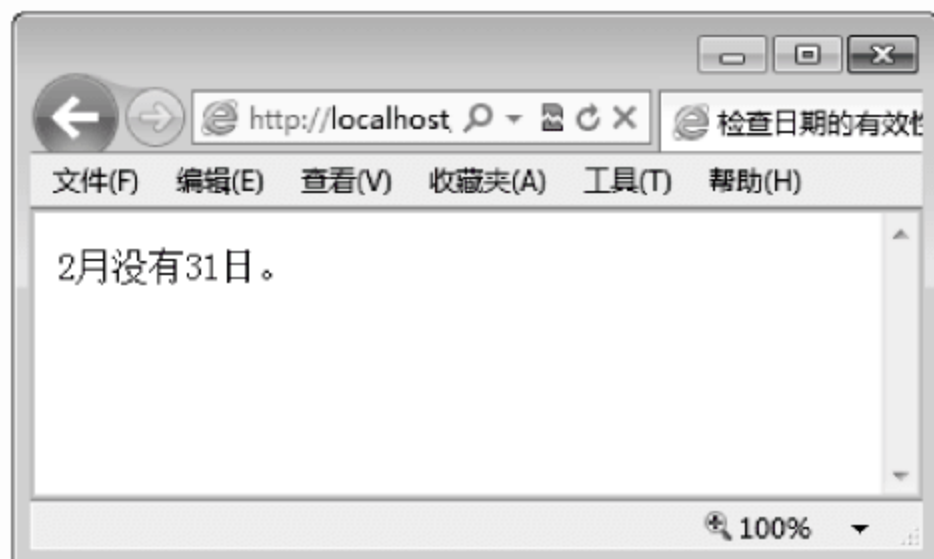 http://localhost
检查日期的有效性
文件(F) 编辑(E) 查看(V) 收藏夹(A) 工具(T) 帮助(H)
2月没有31日。
100%